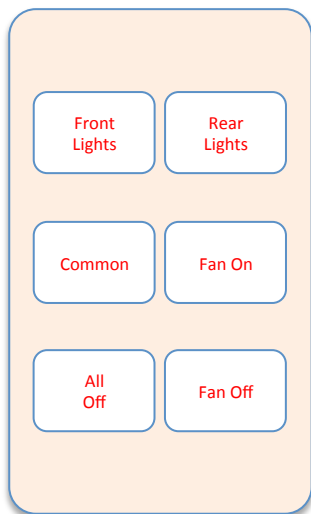 Front
Lights
Rear
Lights
Common
Fan On
All
Off
Fan Off